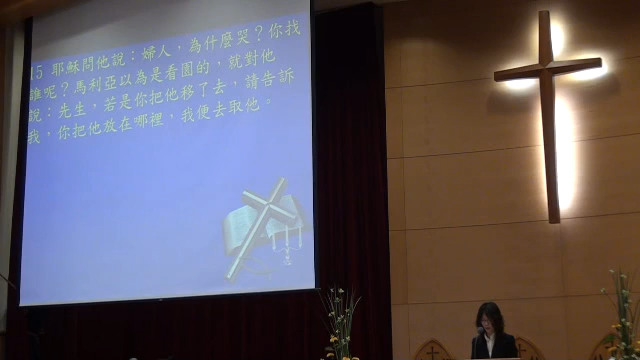 15 耶穌問他說：婦人，為什麼哭？你找
誰呢？馬利亞以為是看園的，就對他
說：先生，若是你把他移了去，請告訴
我，你把他放在哪裡，我便去取他。